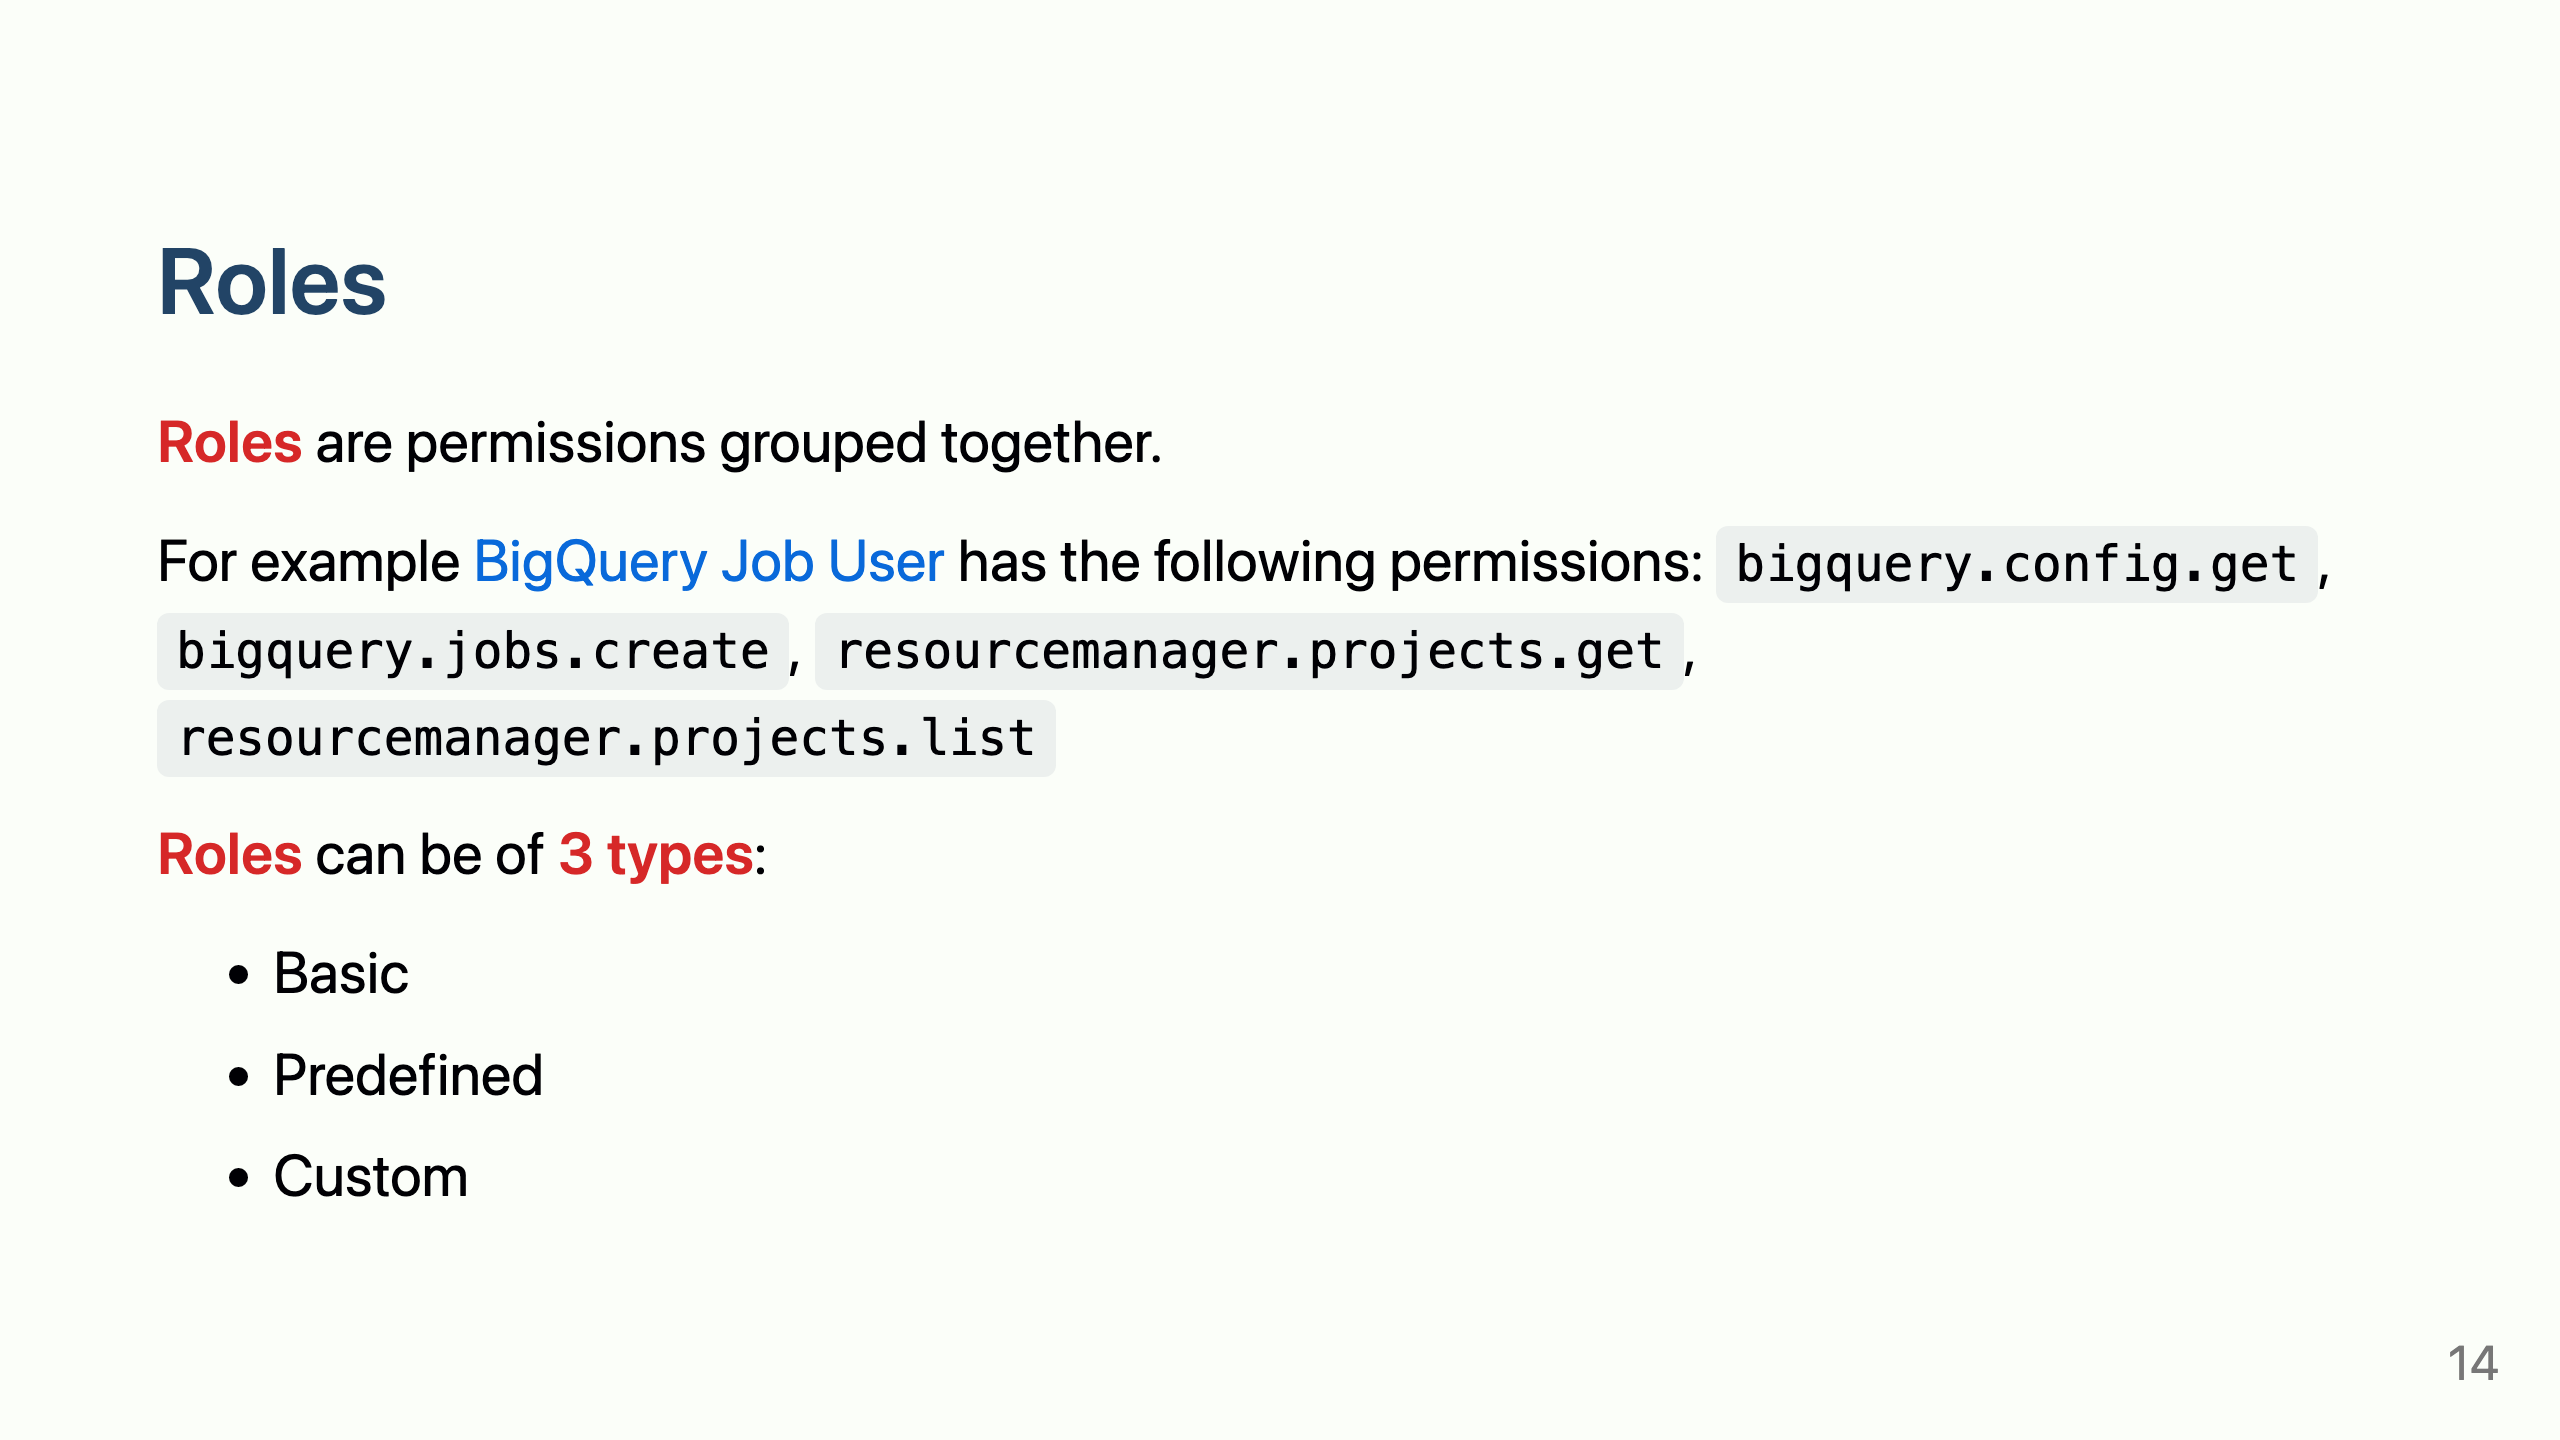 Roles
Roles are permissions grouped together.
For example BigQuery Job User has the following permissions: bigquery.config.get,
bigquery.jobs.create, resourcemanager.projects.get,
resourcemanager.projects.list
Roles can be of 3 types:
• Basic
• Predefined
• Custom
14